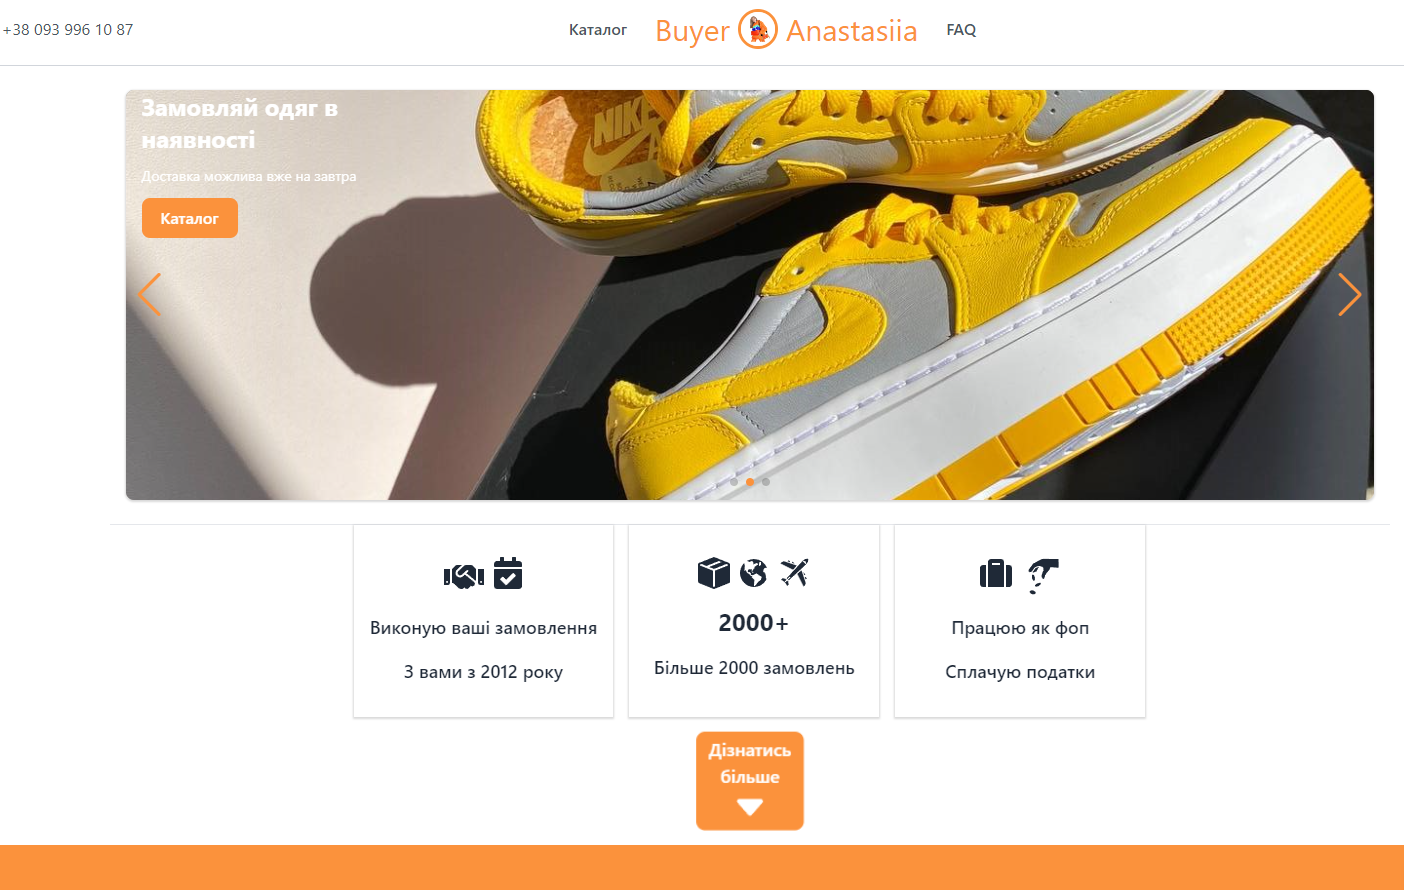 +38 093 996 10 87
Каталог
Buyer Anastasiia
FAQ
Замовляй одяг в
наявності
Доставка можлива вже на завтра
Каталог
NIKE
Виконую ваші замовлення
З вами з 2012 року
2000+
Більше 2000 замовлень
Працюю як фоп
Сплачую податки
Дізнатись
більше